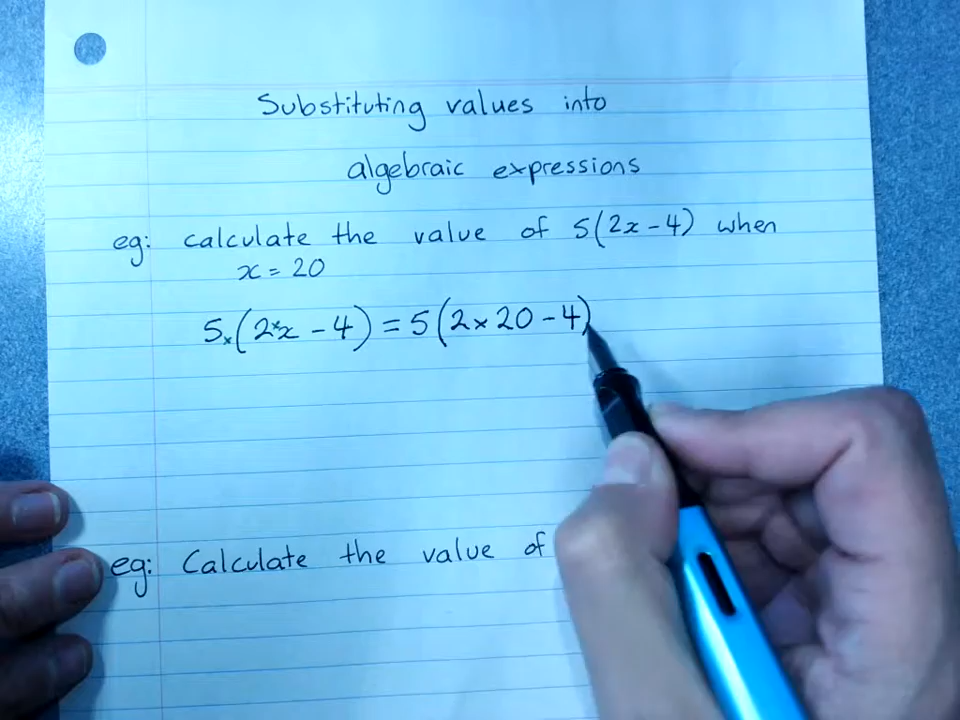 Substituting values into
algebraic expressions
eg: calculate the value of 5(2x-4) when
x = 20
5×(2×x - 4) = 5(2 × 20 - 4)
eg: Calculate the value of